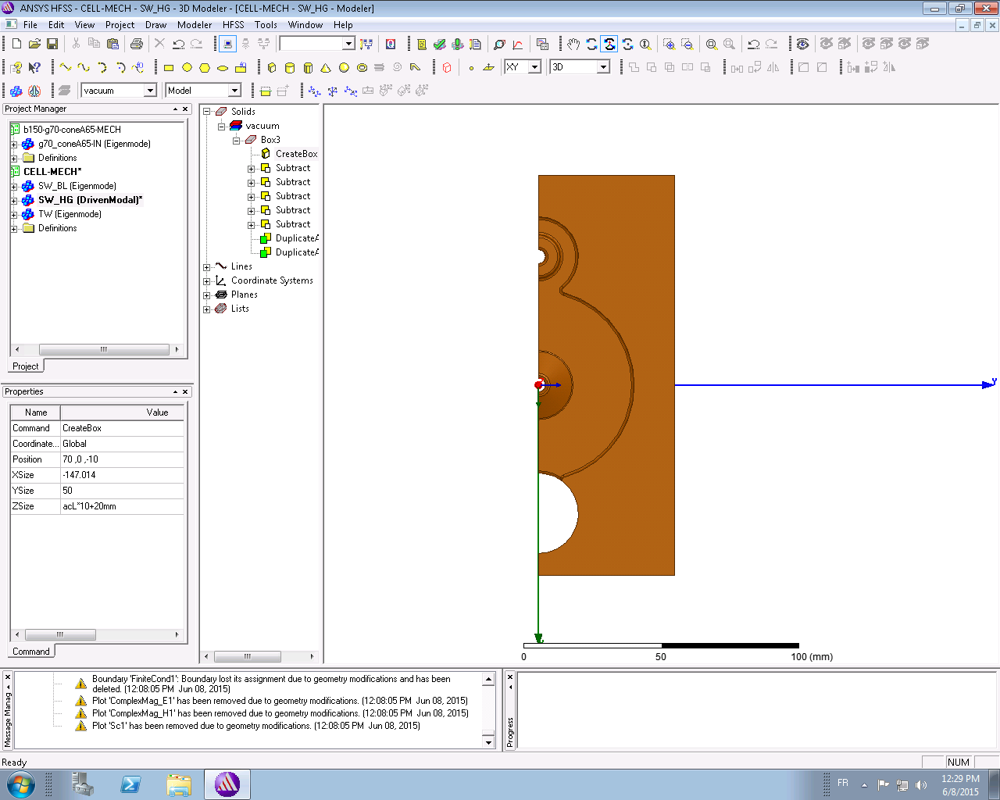 ANSYS HFSS - CELL-MECH - SW_HG - 3D Modeler - [CELL-MECH - SW_HG - Modeler]
File Edit View Project Draw Modeler HFSS Tools Window Help
XY 3D
vacuum Model
Project Manager
b150-g70-coneA65-MECH
g70_coneA65-IN (Eigenmode)
Definitions
CELL-MECH*
SW_BL (Eigenmode)
SW_HG (DrivenModal)*
TW (Eigenmode)
Definitions
Project
Properties
Name Value
Command CreateBox
Coordinate... Global
Position 70 ,0 ,-10
XSize -147.014
YSize 50
ZSize acL*10+20mm
Command
Solids
vacuum
Box3
CreateBox
Subtract
Subtract
Subtract
Subtract
Subtract
DuplicateA
DuplicateA
Lines
Coordinate Systems
Planes
Lists
Y
0 50 100 (mm)
Message Manag
Boundary 'FiniteCond1': Boundary lost its assignment due to geometry modifications and has been
deleted. (12:08:05 PM  Jun 08, 2015)
Plot 'ComplexMag_E1' has been removed due to geometry modifications. (12:08:05 PM  Jun 08, 2015)
Plot 'ComplexMag_H1' has been removed due to geometry modifications. (12:08:05 PM  Jun 08, 2015)
Plot 'Sc1' has been removed due to geometry modifications. (12:08:05 PM  Jun 08, 2015)
Progress
Ready
NUM
FR
12:29 PM
6/8/2015